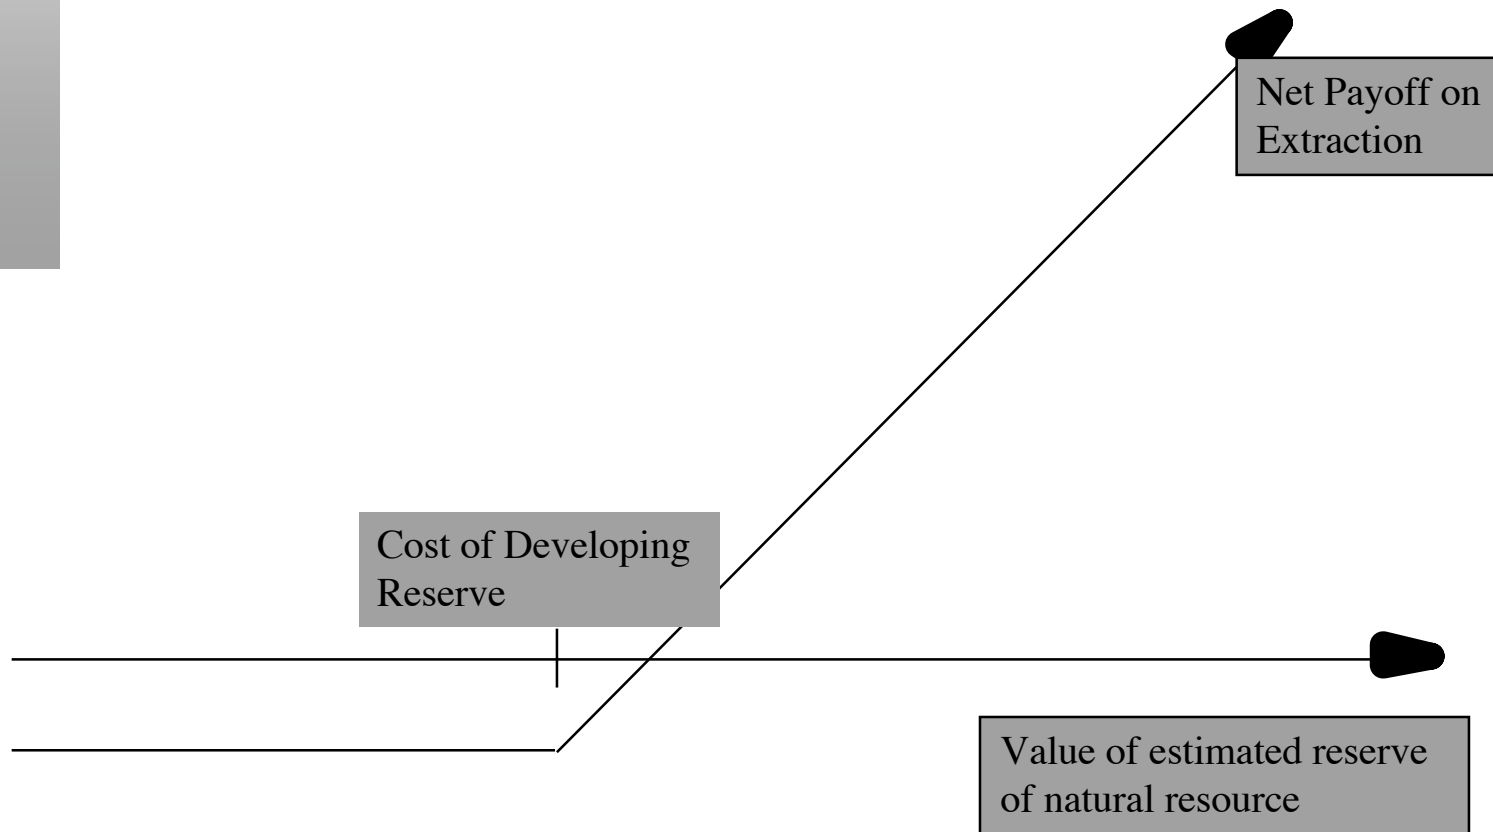 Net Payoff on
Extraction
Cost of Developing
Reserve
Value of estimated reserve
of natural resource